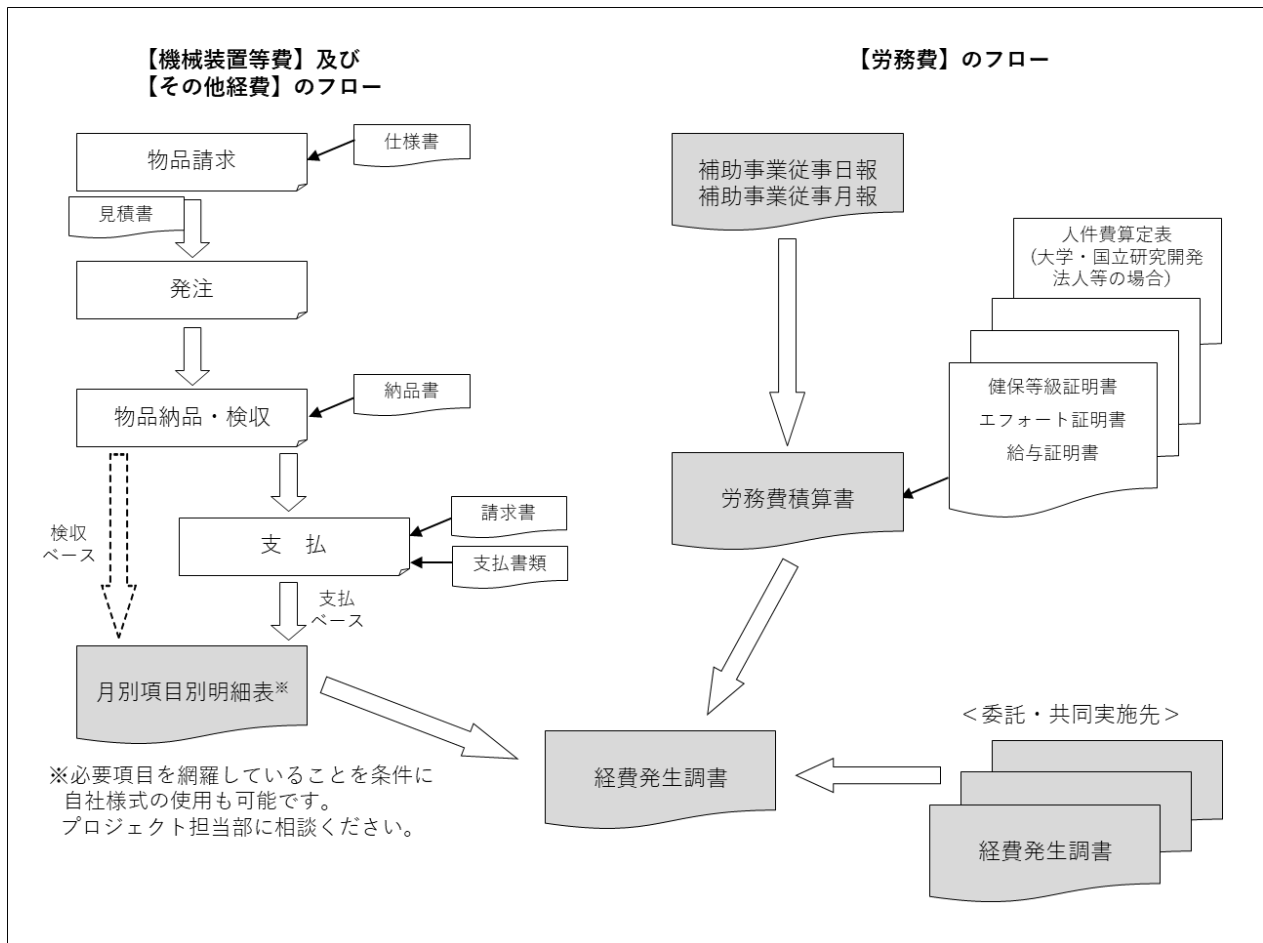 【機械装置等費】及び
【その他経費】のフロー
物品請求
仕様書
見積書
発注
物品納品・検収
納品書
検収
ベース
支　払
請求書
支払書類
支払
ベース
月別項目別明細表※
※必要項目を網羅していることを条件に
自社様式の使用も可能です。
プロジェクト担当部に相談ください。
【労務費】のフロー
補助事業従事日報
補助事業従事月報
人件費算定表
（大学・国立研究開発
法人等の場合）
健保等級証明書
エフォート証明書
給与証明書
労務費積算書
経費発生調書
＜委託・共同実施先＞
経費発生調書